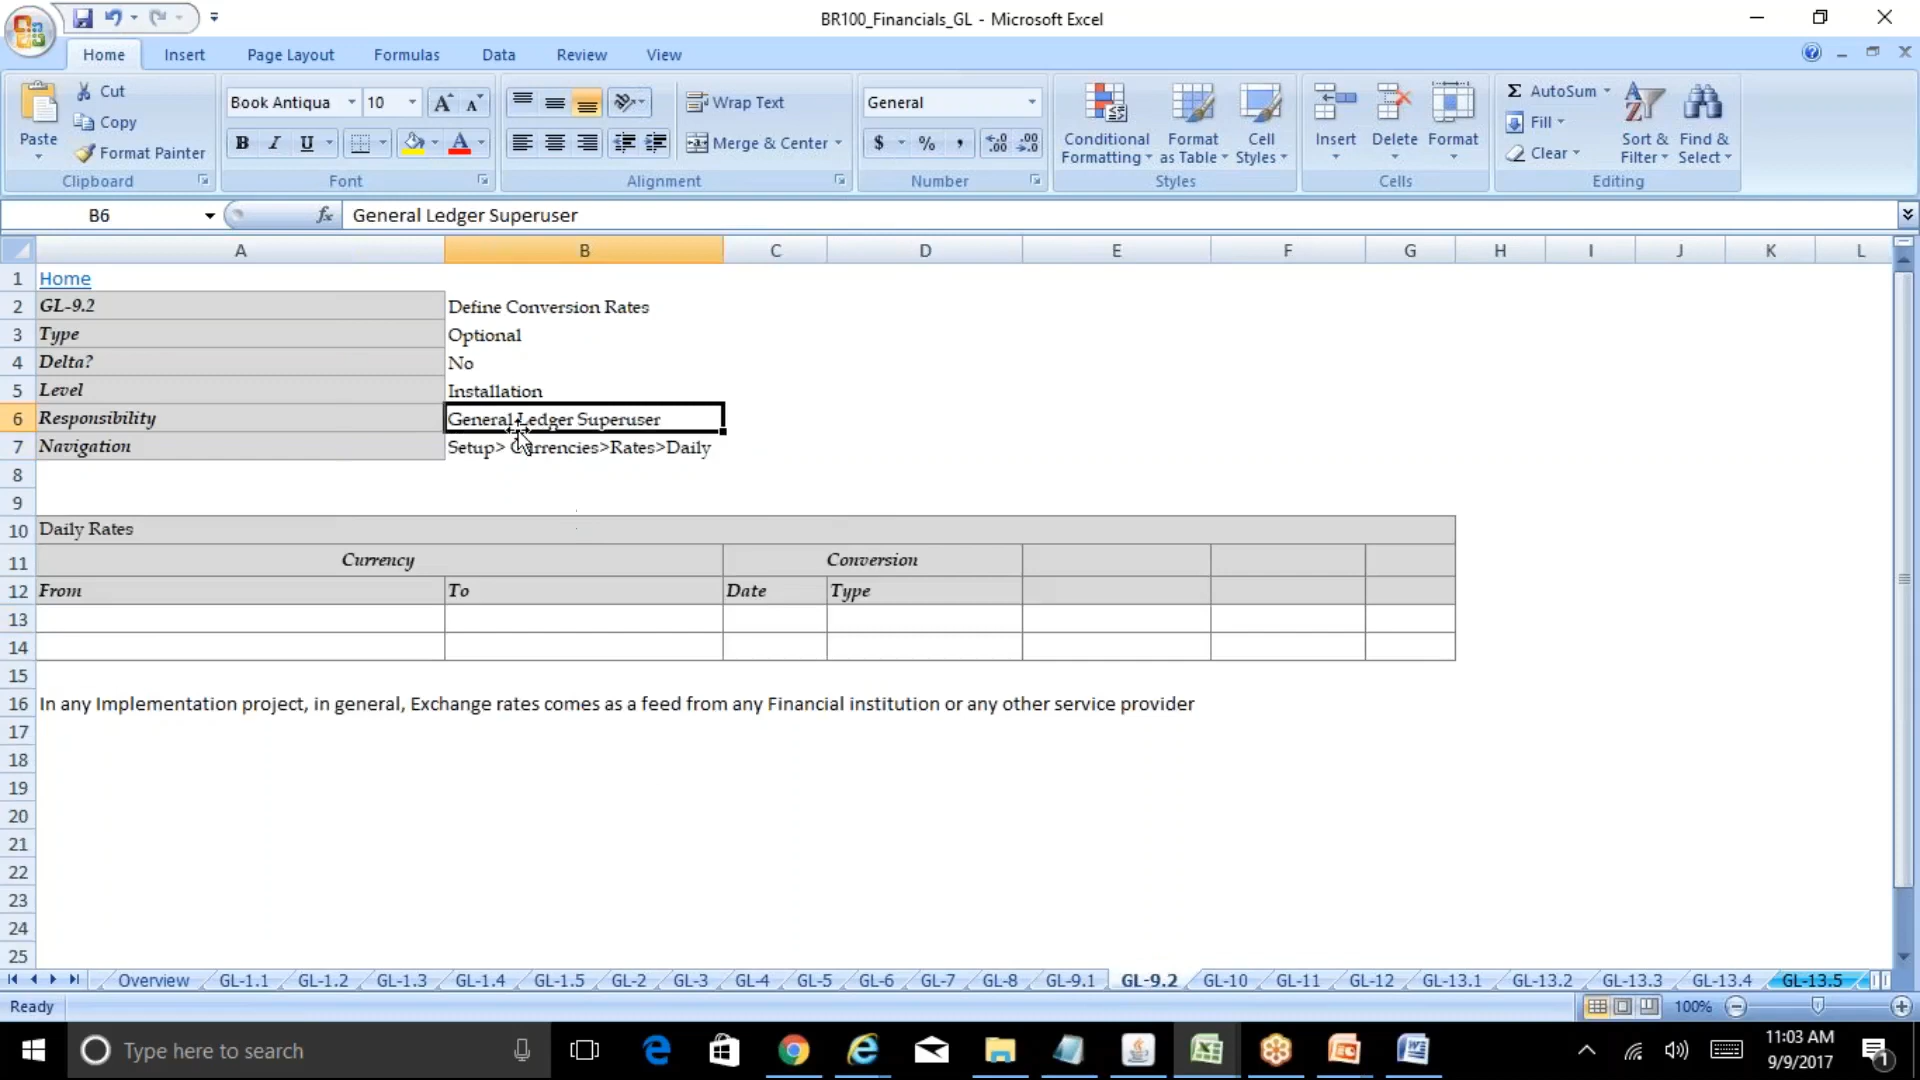 BR100_Financials_GL - Microsoft Excel
Home Insert Page Layout Formulas Data Review View
Paste
Cut
Copy
Format Painter
Clipboard
Book Antiqua 10
B I U
Font
Wrap Text
Merge & Center
Alignment
General
$ % ,
Number
Conditional Formatting
Format as Table
Cell Styles
Styles
Insert Delete Format
Cells
Σ AutoSum
Fill
Clear
Sort & Filter
Find & Select
Editing
B6 fx General Ledger Superuser
A B C D E F G H I J K L
1 Home
2 GL-9.2 Define Conversion Rates
3 Type Optional
4 Delta? No
5 Level Installation
6 Responsibility General Ledger Superuser
7 Navigation Setup> Currencies>Rates>Daily
8
9
10 Daily Rates
11 Currency Conversion
12 From To Date Type
13
14
15
16 In any Implementation project, in general, Exchange rates comes as a feed from any Financial institution or any other service provider
17
18
19
20
21
22
23
24
25
Overview GL-1.1 GL-1.2 GL-1.3 GL-1.4 GL-1.5 GL-2 GL-3 GL-4 GL-5 GL-6 GL-7 GL-8 GL-9.1 GL-9.2 GL-10 GL-11 GL-12 GL-13.1 GL-13.2 GL-13.3 GL-13.4 GL-13.5
Ready 100%
Type here to search
11:03 AM
9/9/2017
1